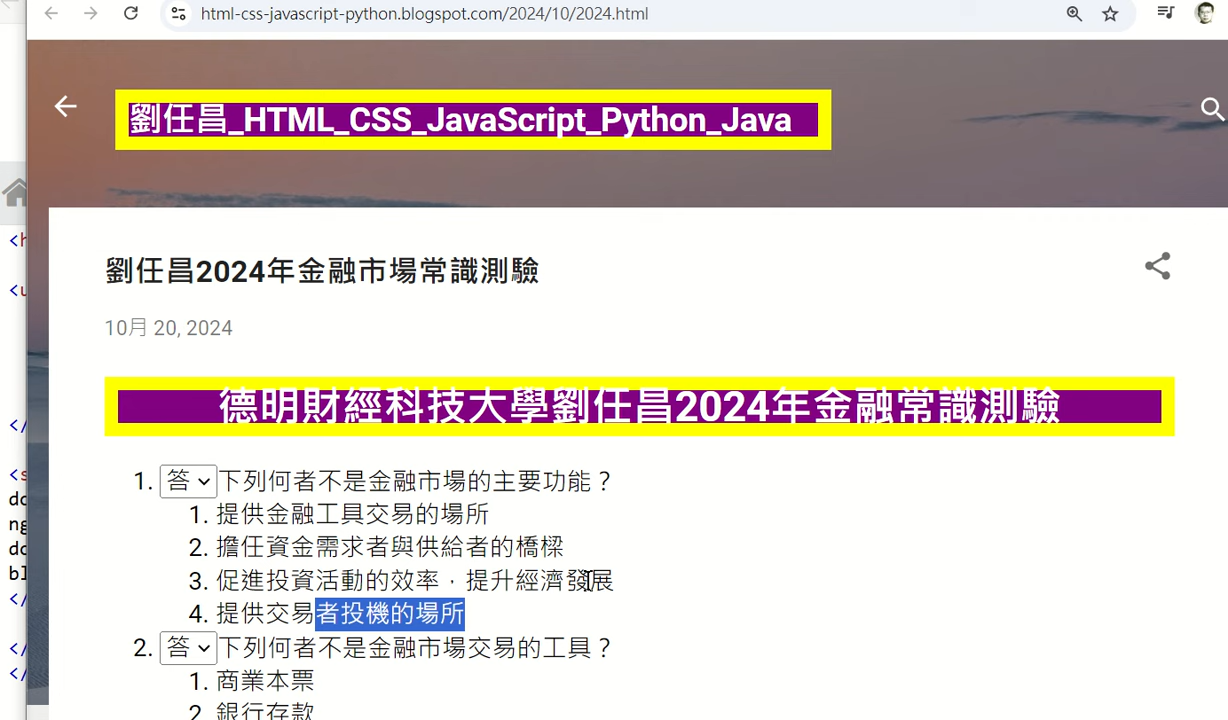 html-css-javascript-python.blogspot.com/2024/10/2024.html
劉任昌_HTML_CSS_JavaScript_Python_Java
劉任昌2024年金融市場常識測驗
10月 20, 2024
德明財經科技大學劉任昌2024年金融常識測驗
1. 答 下列何者不是金融市場的主要功能？
1. 提供金融工具交易的場所
2. 擔任資金需求者與供給者的橋樑
3. 促進投資活動的效率，提升經濟發展
4. 提供交易者投機的場所
2. 答 下列何者不是金融市場交易的工具？
1. 商業本票
2. 銀行存款